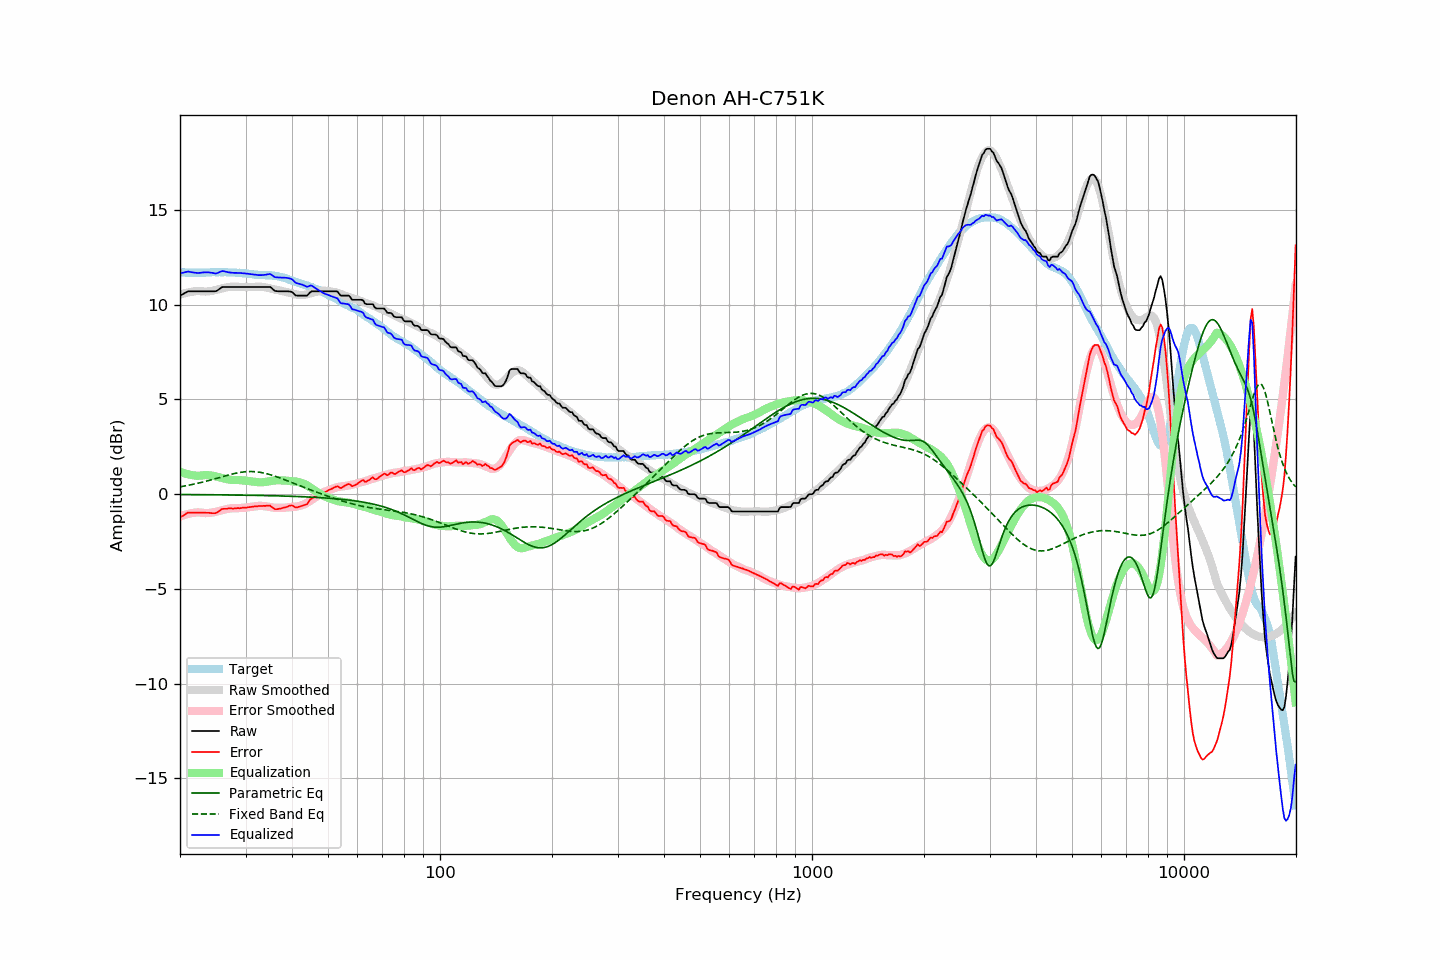 Denon AH-C751K
Amplitude (dBr)
15
10
5
0
−5
−10
−15
Target
Raw Smoothed
Error Smoothed
Raw
Error
Equalization
Parametric Eq
Fixed Band Eq
Equalized
100
1000
10000
Frequency (Hz)